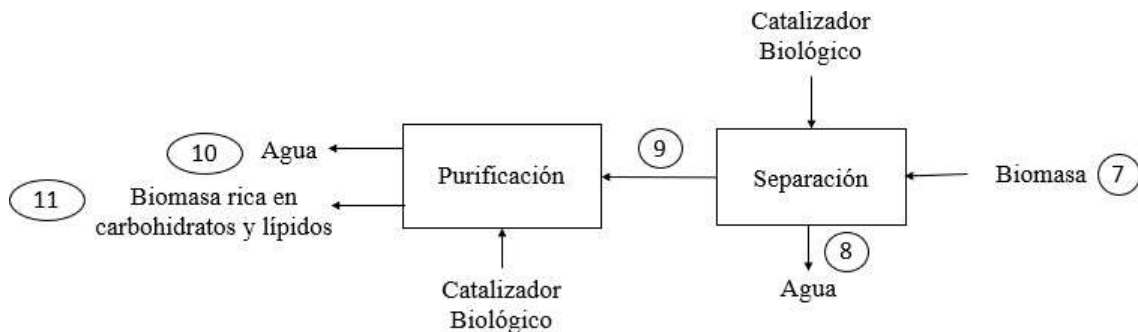 Catalizador
Biológico
10
Agua
Purificación
9
Separación
Biomasa
7
11
Biomasa rica en
carbohidratos y lípidos
8
Agua
Catalizador
Biológico